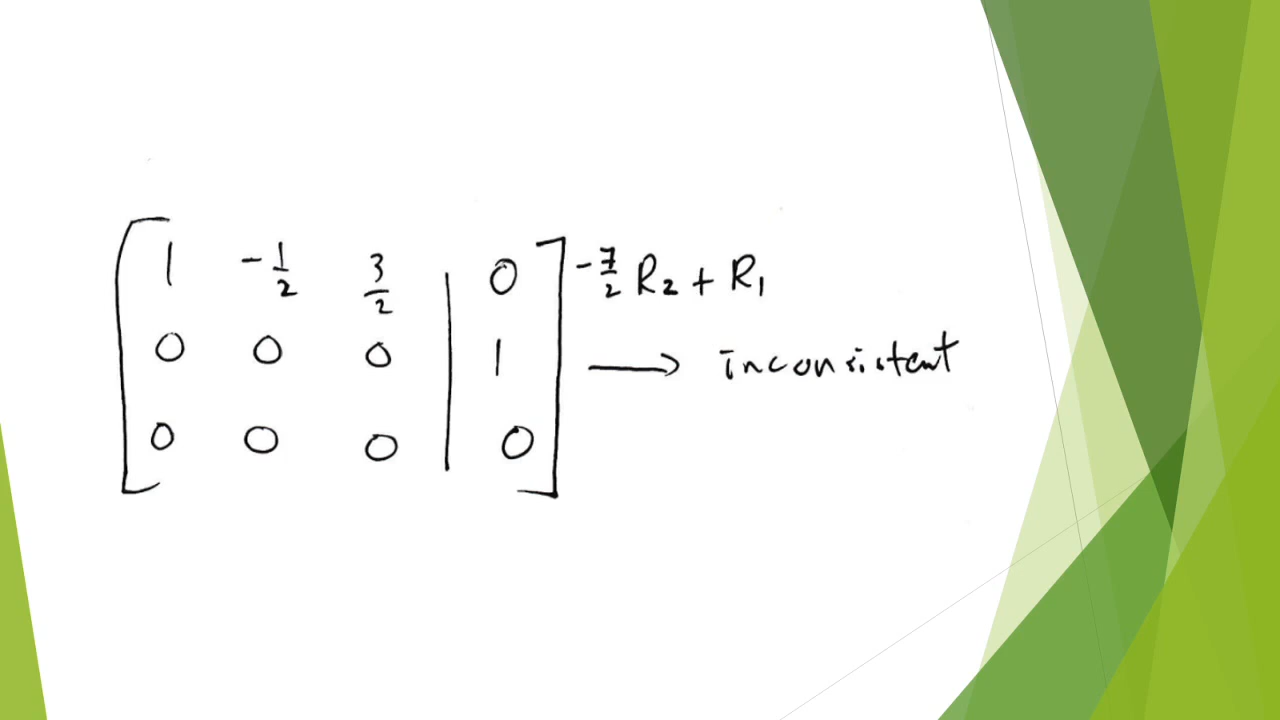 1 -1/2 3/2 | 0 -7/2 R2 + R1
0 0 0 | 1 → inconsistent
0 0 0 | 0